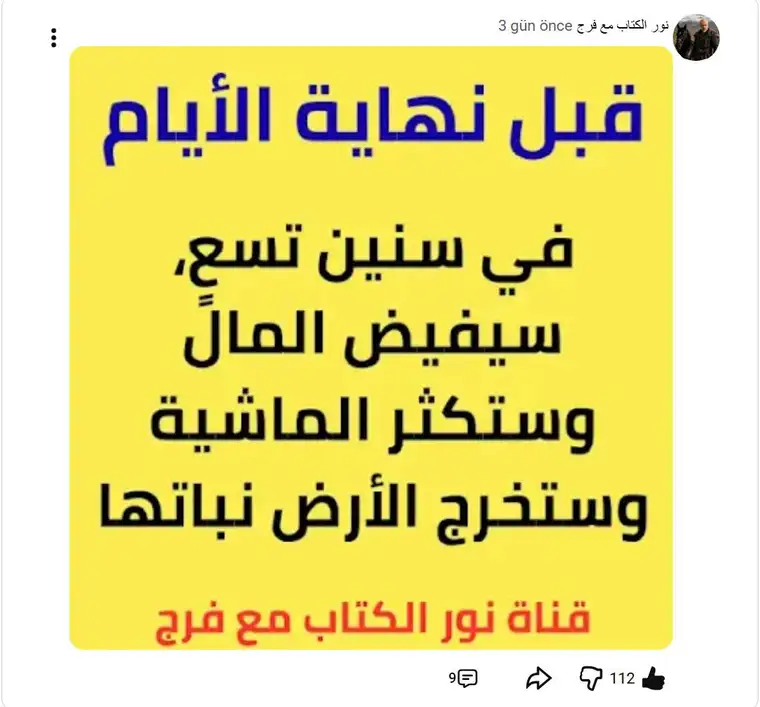 نور الكتاب مع فرج 3 gün önce
قبل نهاية الأيام
في سنين تسعٍ،
سيفيض المال
وستكثر الماشية
وستخرج الأرض نباتها
قناة نور الكتاب مع فرج
112
9